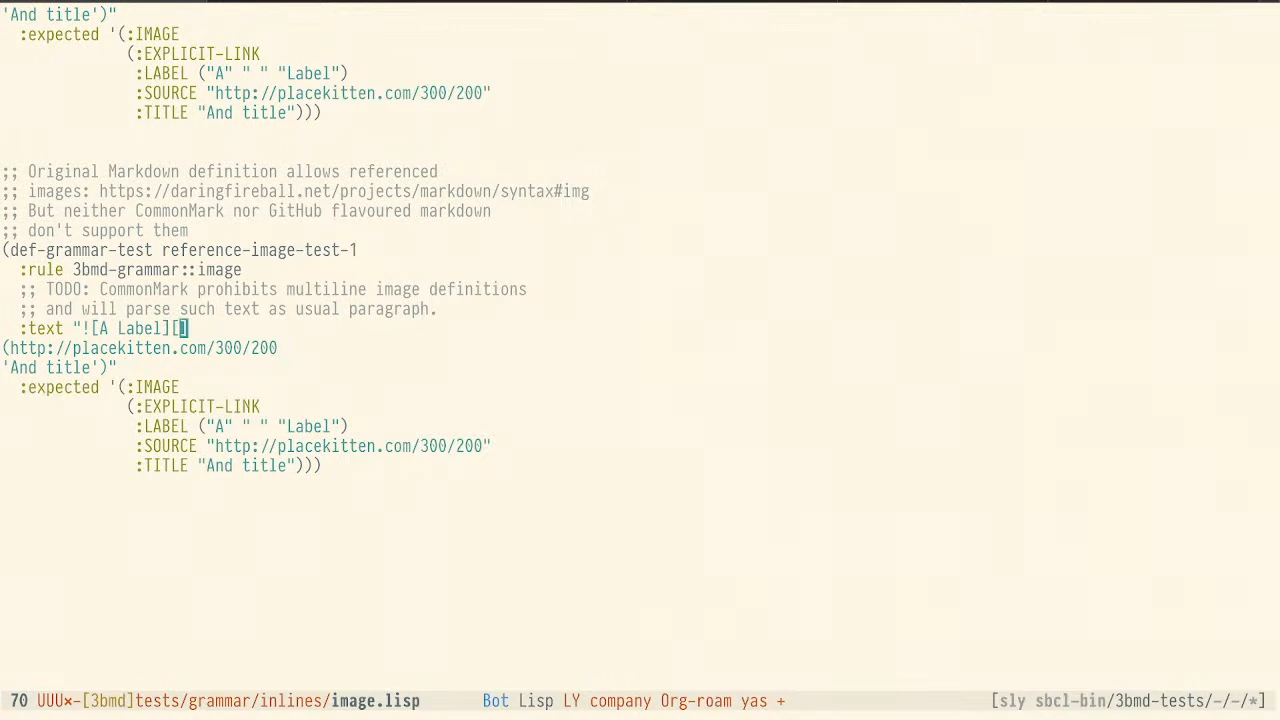 'And title')"
  :expected '(:IMAGE
              (:EXPLICIT-LINK
               :LABEL ("A" " " "Label")
               :SOURCE "http://placekitten.com/300/200"
               :TITLE "And title")))
;; Original Markdown definition allows referenced
;; images: https://daringfireball.net/projects/markdown/syntax#img
;; But neither CommonMark nor GitHub flavoured markdown
;; don't support them
(def-grammar-test reference-image-test-1
  :rule 3bmd-grammar::image
  ;; TODO: CommonMark prohibits multiline image definitions
  ;; and will parse such text as usual paragraph.
  :text "![A Label][]
(http://placekitten.com/300/200
'And title')"
  :expected '(:IMAGE
              (:EXPLICIT-LINK
               :LABEL ("A" " " "Label")
               :SOURCE "http://placekitten.com/300/200"
               :TITLE "And title")))
70 UUU×-[3bmd]tests/grammar/inlines/image.lisp Bot Lisp LY company Org-roam yas + [sly sbcl-bin/3bmd-tests/-/-/*]